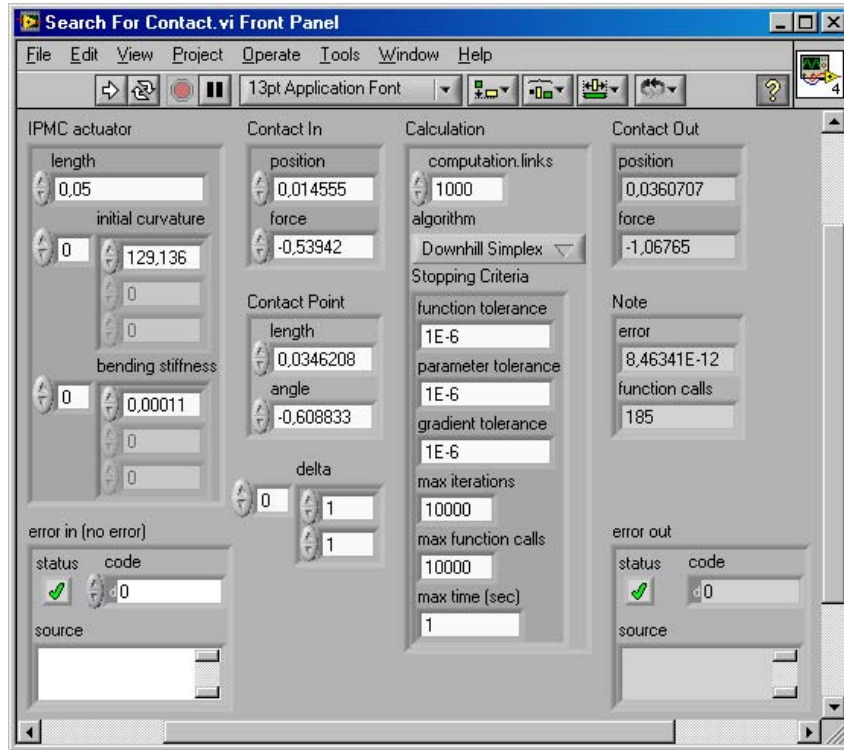 Search For Contact.vi Front Panel
File Edit View Project Operate Tools Window Help
13pt Application Font
?
4
IPMC actuator
length
0,05
initial curvature
0
129,136
0
0
bending stiffness
0
0,00011
0
0
Contact In
position
0,014555
force
-0,53942
Contact Point
length
0,0346208
angle
-0,608833
delta
0
1
1
Calculation
computation.links
1000
algorithm
Downhill Simplex
Stopping Criteria
function tolerance
1E-6
parameter tolerance
1E-6
gradient tolerance
1E-6
max iterations
10000
max function calls
10000
max time (sec)
1
Contact Out
position
0,0360707
force
-1,06765
Note
error
8,46341E-12
function calls
185
error in (no error)
status code
d0
source
error out
status code
d0
source